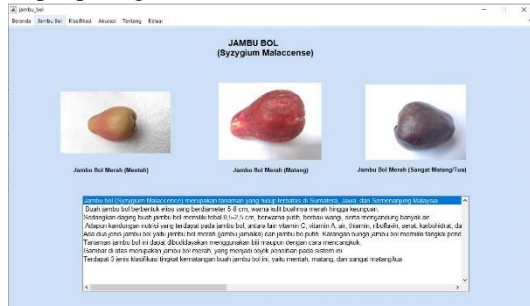 jambu_bol
Beranda Jambu Bol Klasifikasi Akurasi Tentang Keluar
JAMBU BOL
(Syzygium Malaccense)
Jambu Bol Merah (Mentah)
Jambu Bol Merah (Matang)
Jambu Bol Merah (Sangat Matang/Tua)
Jambu bol (Syzygium Malaccence) merupakan tanaman yang hidup terbatas di Sumatera, Jawa, dan Semenanjung Malaysia.
Buah jambu bol berbentuk elips yang berdiameter 5-8 cm, warna kulit buahnya merah hingga keunguan.
Sedangkan daging buah jambu bol memiliki tebal 0,5-2,5 cm, berwarna putih, berbau wangi, serta mengandung banyak air.
Adapun kandungan nutrisi yang terdapat pada jambu bol, antara lain vitamin C, vitamin A, air, thiamin, riboflavin, serat, karbohidrat, da
Ada dua jenis jambu bol yaitu jambu bol merah (jambu jamaika) dan jambu bol putih. Karangan bunga jambu bol memiliki tangkai pend
Tanaman jambu bol ini dapat dibudidayakan menggunakan biji maupun dengan cara mencangkok.
Gambar di atas merupakan jambu bol merah, yang menjadi objek penelitian pada sistem ini.
Terdapat 3 jenis klasifikasi tingkat kematangan buah jambu bol ini, yaitu mentah, matang, dan sangat matang/tua